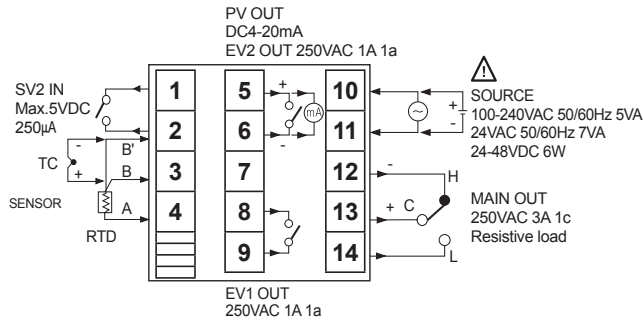 PV OUT
DC4-20mA
EV2 OUT 250VAC 1A 1a
SV2 IN
Max.5VDC
250µA
TC
-
+
B'
B
A
SENSOR
RTD
1
2
3
4
5
6
7
8
9
+
-
mA
10
11
12
13
14
~
+
-
⚠
SOURCE
100-240VAC 50/60Hz 5VA
24VAC 50/60Hz 7VA
24-48VDC 6W
-
H
+ C
L
MAIN OUT
250VAC 3A 1c
Resistive load
EV1 OUT
250VAC 1A 1a